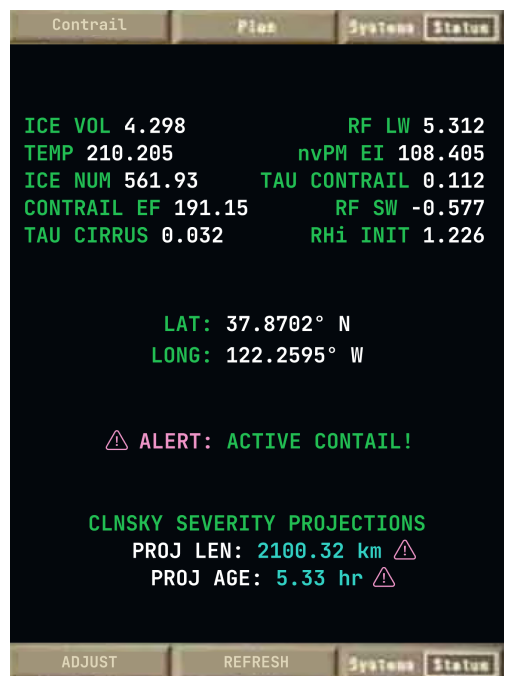 Contrail Plan Systems Status
ICE VOL 4.298 RF LW 5.312
TEMP 210.205 nvPM EI 108.405
ICE NUM 561.93 TAU CONTRAIL 0.112
CONTRAIL EF 191.15 RF SW -0.577
TAU CIRRUS 0.032 RHi INIT 1.226
LAT: 37.8702° N
LONG: 122.2595° W
ALERT: ACTIVE CONTAIL!
CLNSKY SEVERITY PROJECTIONS
PROJ LEN: 2100.32 km
PROJ AGE: 5.33 hr
ADJUST REFRESH Systems Status